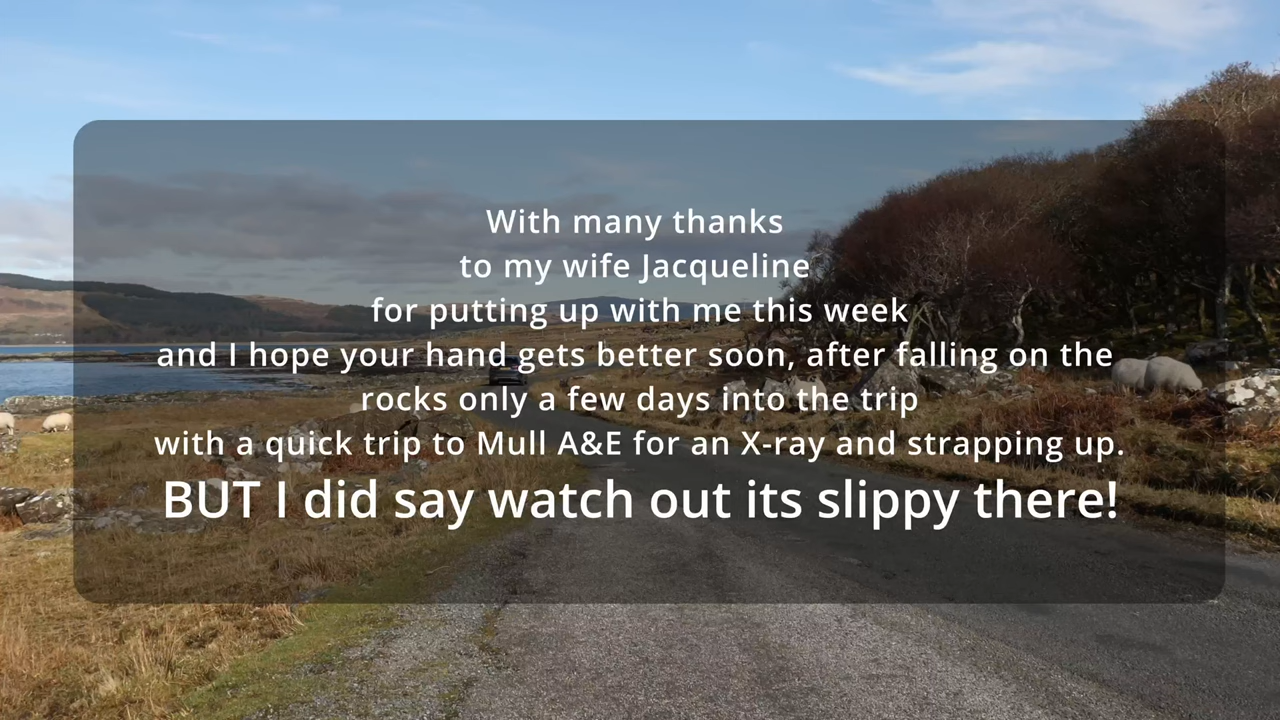 With many thanks
to my wife Jacqueline
for putting up with me this week
and I hope your hand gets better soon, after falling on the
rocks only a few days into the trip
with a quick trip to Mull A&E for an X-ray and strapping up.
BUT I did say watch out its slippy there!